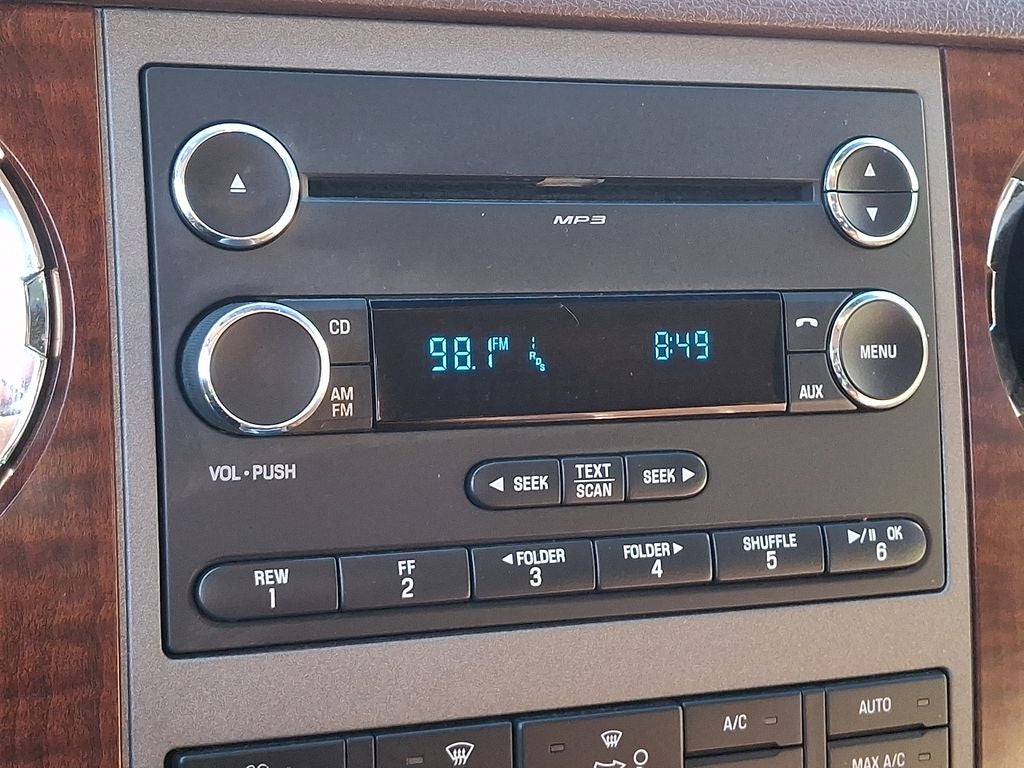 MP3
CD
98.1 FM 1 RDS 8:49
AM
FM
AUX
MENU
VOL • PUSH
◀ SEEK
TEXT
SCAN
SEEK ▶
REW
1
FF
2
◀ FOLDER
3
FOLDER ▶
4
SHUFFLE
5
▶/II OK
6
A/C
AUTO
MAX A/C